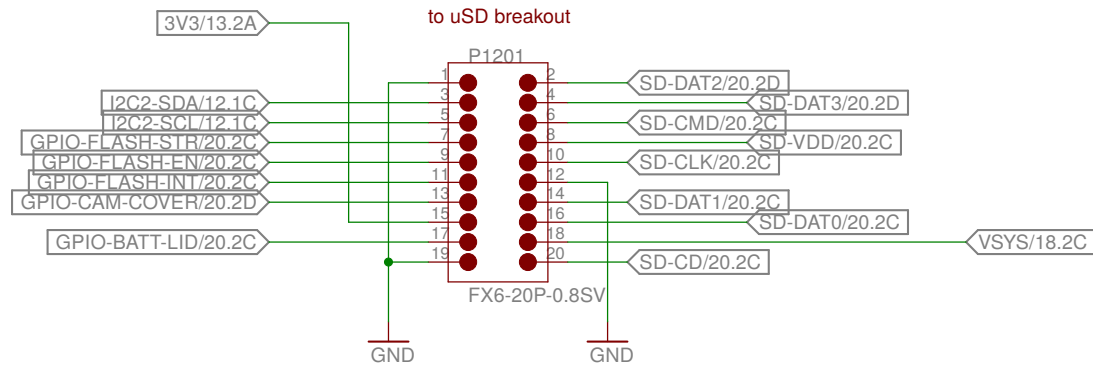 to uSD breakout
3V3/13.2A
P1201
1 2
SD-DAT2/20.2D
I2C2-SDA/12.1C
3 4
SD-DAT3/20.2D
I2C2-SCL/12.1C
5 6
SD-CMD/20.2C
GPIO-FLASH-STR/20.2C
7 8
SD-VDD/20.2C
GPIO-FLASH-EN/20.2C
9 10
SD-CLK/20.2C
GPIO-FLASH-INT/20.2C
11 12
GPIO-CAM-COVER/20.2D
13 14
SD-DAT1/20.2C
15 16
SD-DAT0/20.2C
GPIO-BATT-LID/20.2C
17 18
VSYS/18.2C
19 20
SD-CD/20.2C
FX6-20P-0.8SV
GND
GND